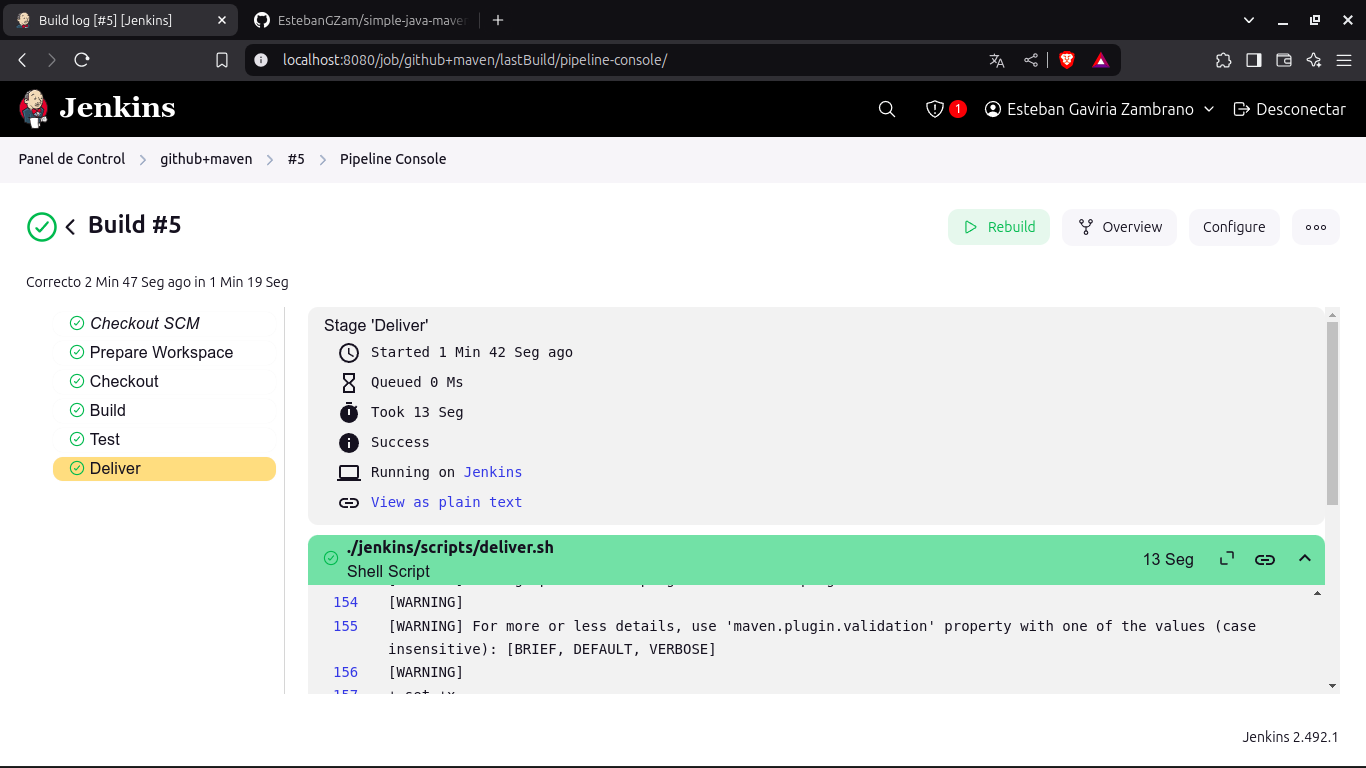 Build log [#5] [Jenkins]
EstebanGZam/simple-java-maven
localhost:8080/job/github+maven/lastBuild/pipeline-console/
Jenkins
1
Esteban Gaviria Zambrano
Desconectar
Panel de Control
github+maven
#5
Pipeline Console
Build #5
Rebuild
Overview
Configure
Correcto 2 Min 47 Seg ago in 1 Min 19 Seg
Checkout SCM
Prepare Workspace
Checkout
Build
Test
Deliver
Stage 'Deliver'
Started 1 Min 42 Seg ago
Queued 0 Ms
Took 13 Seg
Success
Running on Jenkins
View as plain text
./jenkins/scripts/deliver.sh
Shell Script
13 Seg
154 [WARNING]
155 [WARNING] For more or less details, use 'maven.plugin.validation' property with one of the values (case
insensitive): [BRIEF, DEFAULT, VERBOSE]
156 [WARNING]
157 + set +x
Jenkins 2.492.1